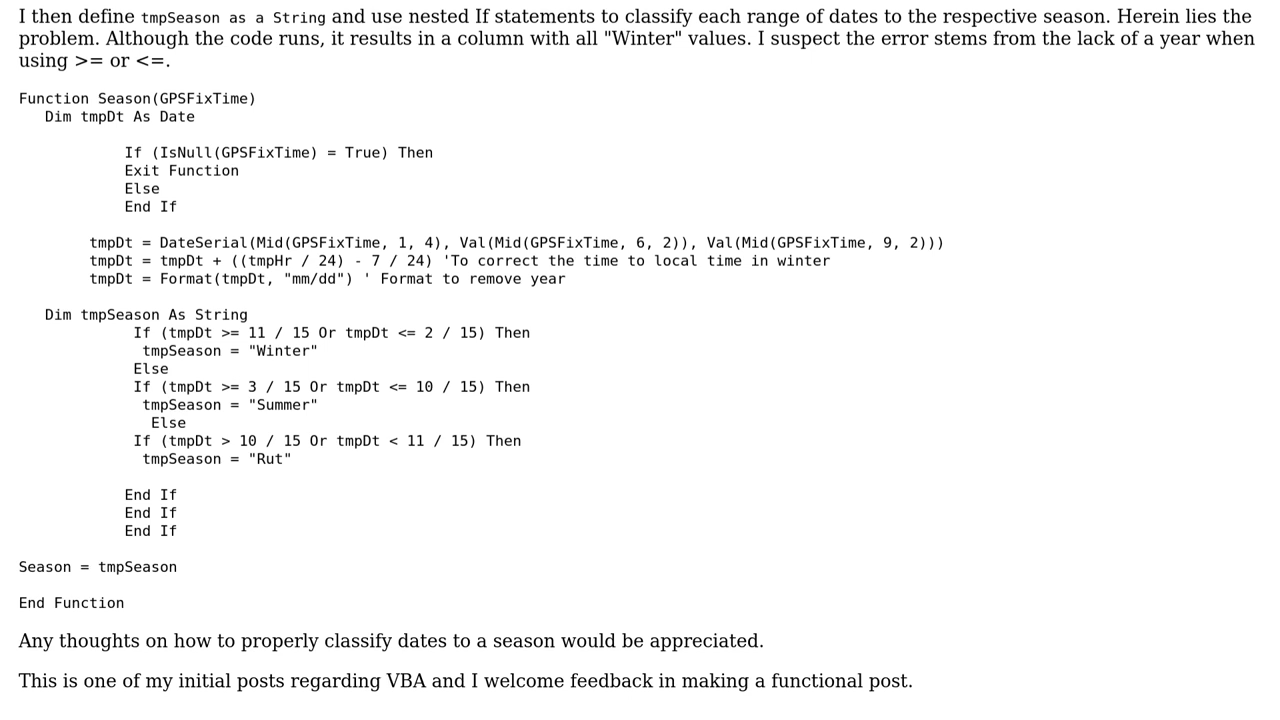 I then define tmpSeason as a String and use nested If statements to classify each range of dates to the respective season. Herein lies the
problem. Although the code runs, it results in a column with all "Winter" values. I suspect the error stems from the lack of a year when
using >= or <=.
Function Season(GPSFixTime)
Dim tmpDt As Date
If (IsNull(GPSFixTime) = True) Then
Exit Function
Else
End If
tmpDt = DateSerial(Mid(GPSFixTime, 1, 4), Val(Mid(GPSFixTime, 6, 2)), Val(Mid(GPSFixTime, 9, 2)))
tmpDt = tmpDt + ((tmpHr / 24) - 7 / 24) 'To correct the time to local time in winter
tmpDt = Format(tmpDt, "mm/dd") ' Format to remove year
Dim tmpSeason As String
If (tmpDt >= 11 / 15 Or tmpDt <= 2 / 15) Then
tmpSeason = "Winter"
Else
If (tmpDt >= 3 / 15 Or tmpDt <= 10 / 15) Then
tmpSeason = "Summer"
Else
If (tmpDt > 10 / 15 Or tmpDt < 11 / 15) Then
tmpSeason = "Rut"
End If
End If
End If
Season = tmpSeason
End Function
Any thoughts on how to properly classify dates to a season would be appreciated.
This is one of my initial posts regarding VBA and I welcome feedback in making a functional post.